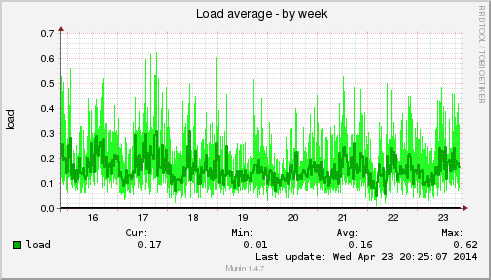 Load average - by week
RRDTOOL / TOBI OETIKER
load
0.7
0.6
0.5
0.4
0.3
0.2
0.1
0.0
16 17 18 19 20 21 22 23
Cur: Min: Avg: Max:
load 0.17 0.01 0.16 0.62
Last update: Wed Apr 23 20:25:07 2014
Munin 1.4.7